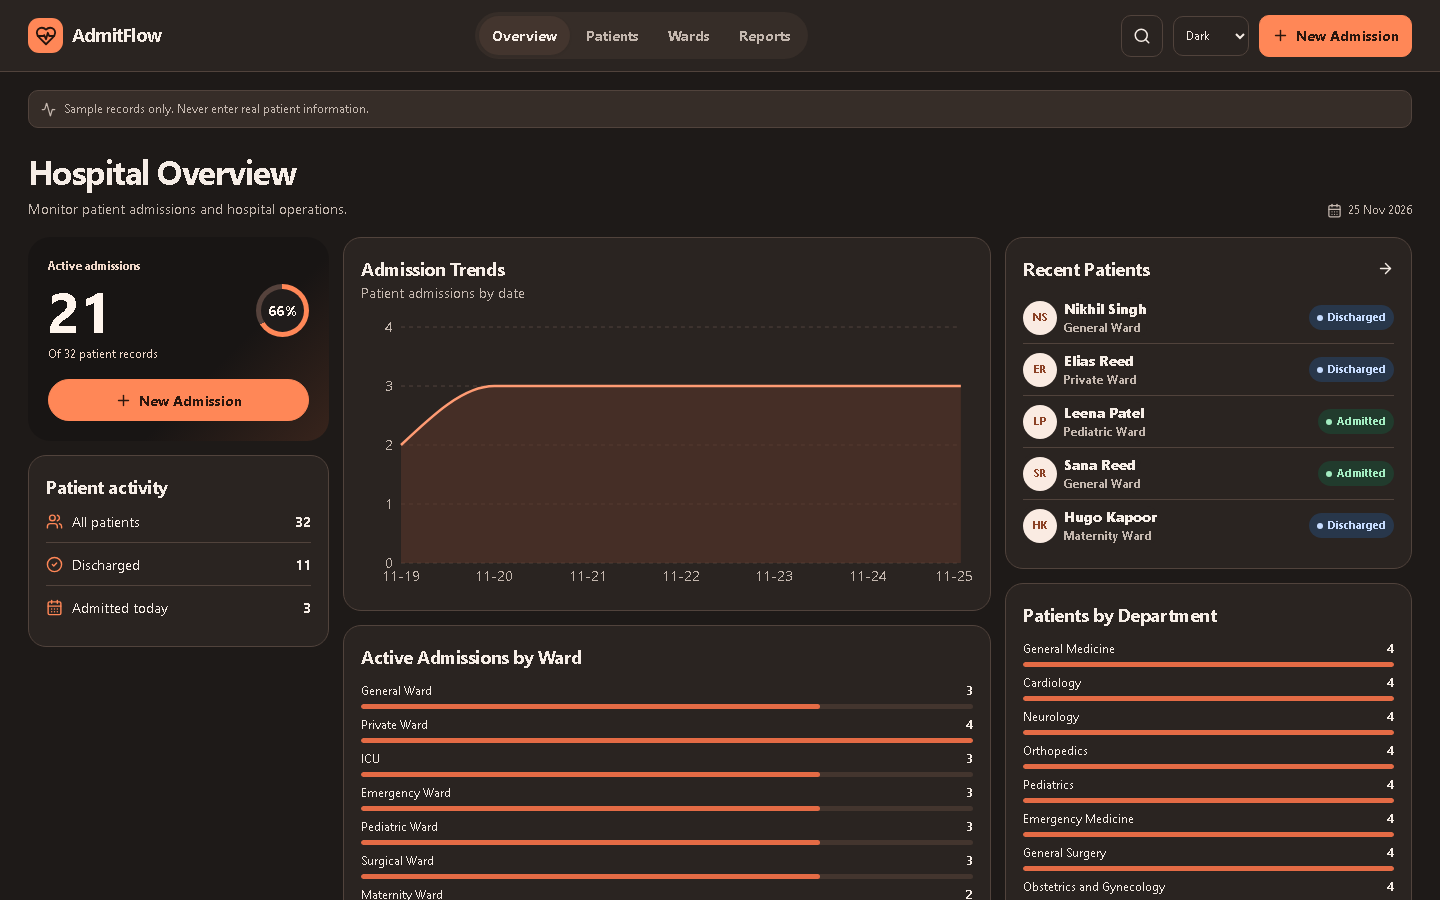 AdmitFlow
Overview
Patients
Wards
Reports
Dark
New Admission
Sample records only. Never enter real patient information.
Hospital Overview
Monitor patient admissions and hospital operations.
25 Nov 2026
Active admissions
21
66%
Of 32 patient records
New Admission
Patient activity
All patients 32
Discharged 11
Admitted today 3
Admission Trends
Patient admissions by date
4
3
2
1
0
11-19 11-20 11-21 11-22 11-23 11-24 11-25
Active Admissions by Ward
General Ward 3
Private Ward 4
ICU 3
Emergency Ward 3
Pediatric Ward 3
Surgical Ward 3
Maternity Ward 2
Recent Patients
NS Nikhil Singh
General Ward
Discharged
ER Elias Reed
Private Ward
Discharged
LP Leena Patel
Pediatric Ward
Admitted
SR Sana Reed
General Ward
Admitted
HK Hugo Kapoor
Maternity Ward
Discharged
Patients by Department
General Medicine 4
Cardiology 4
Neurology 4
Orthopedics 4
Pediatrics 4
Emergency Medicine 4
General Surgery 4
Obstetrics and Gynecology 4